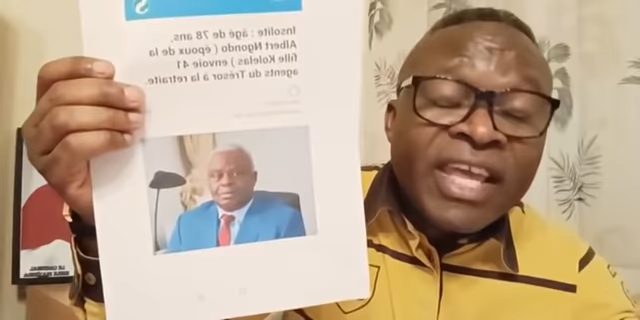 Insolite : âgé de 78 ans,
Albert Ngondo ( époux de la
fille Kolelas ) envoie 41
agents du Trésor à la retraite.